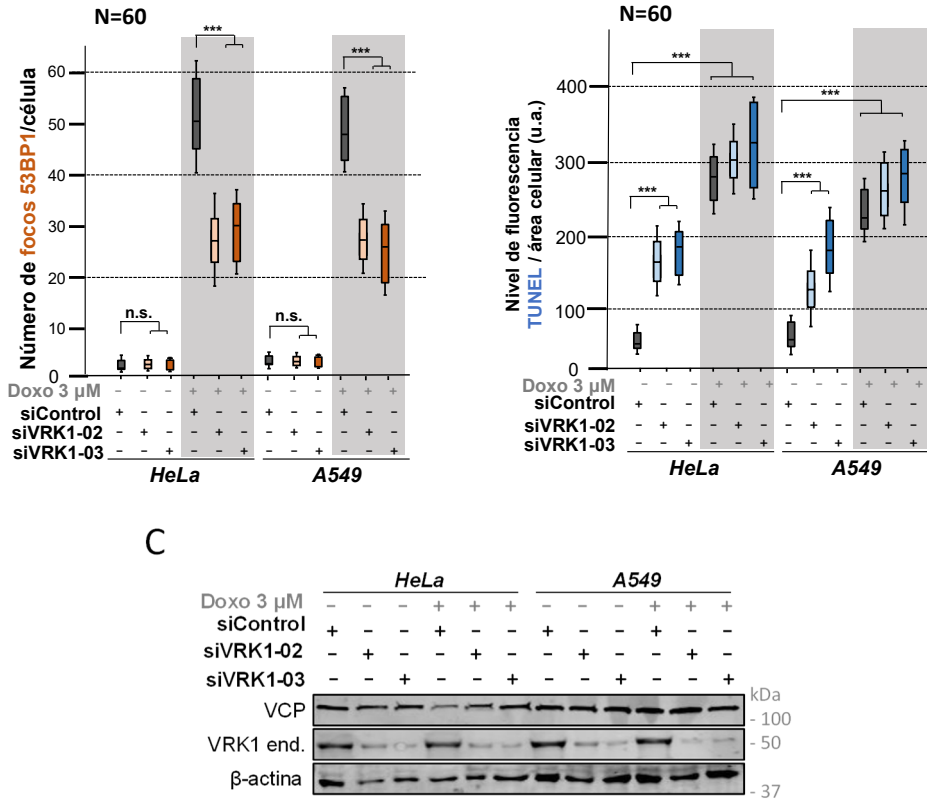 N=60
***
***
Número de focos 53BP1/célula
60
50
40
30
20
10
0
n.s.
n.s.
Doxo 3 µM - - - + + + - - - + + +
siControl + - - + - - + - - + - -
siVRK1-02 - + - - + - - + - - + -
siVRK1-03 - - + - - + - - + - - +
HeLa A549
N=60
***
***
***
***
Nivel de fluorescencia
TUNEL / área celular (u.a.)
400
300
200
100
0
Doxo 3 µM - - - + + + - - - + + +
siControl + - - + - - + - - + - -
siVRK1-02 - + - - + - - + - - + -
siVRK1-03 - - + - - + - - + - - +
HeLa A549
C
HeLa A549
Doxo 3 µM - - - + + + - - - + + +
siControl + - - + - - + - - + - -
siVRK1-02 - + - - + - - + - - + -
siVRK1-03 - - + - - + - - + - - +
kDa
VCP - 100
VRK1 end. - 50
β-actina
- 37